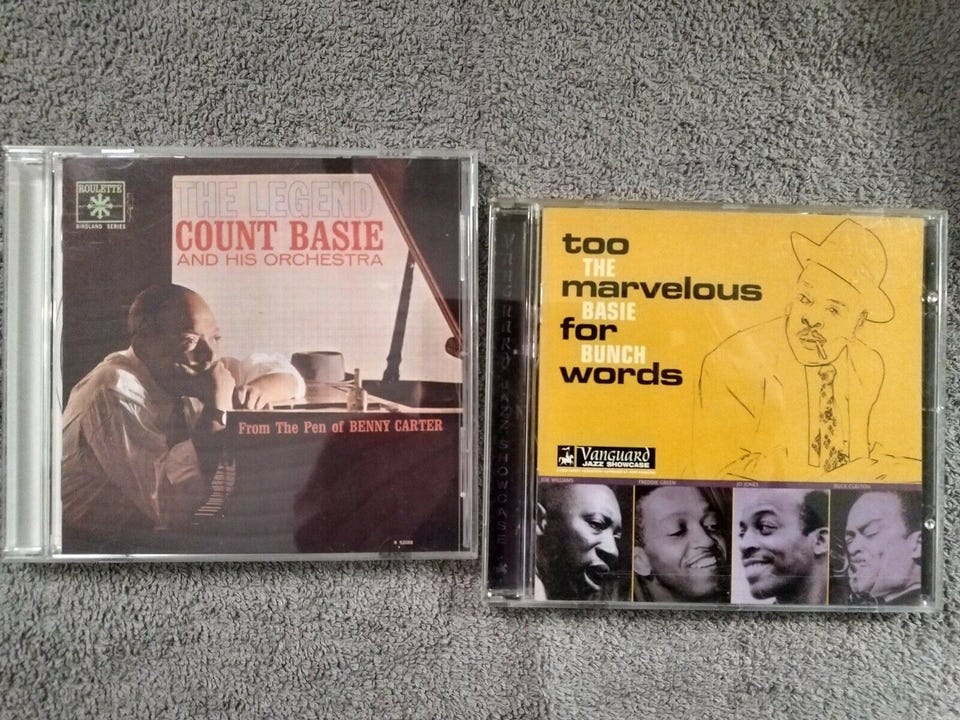 ROULETTE
BIRDLAND SERIES
THE LEGEND
COUNT BASIE
AND HIS ORCHESTRA
From The Pen of BENNY CARTER
VANGUARD JAZZ SHOWCASE
too
THE
marvelous
BASIE
for
BUNCH
words
Vanguard
JAZZ SHOWCASE
JOE WILLIAMS
FREDDIE GREEN
JO JONES
BUCK CLAYTON